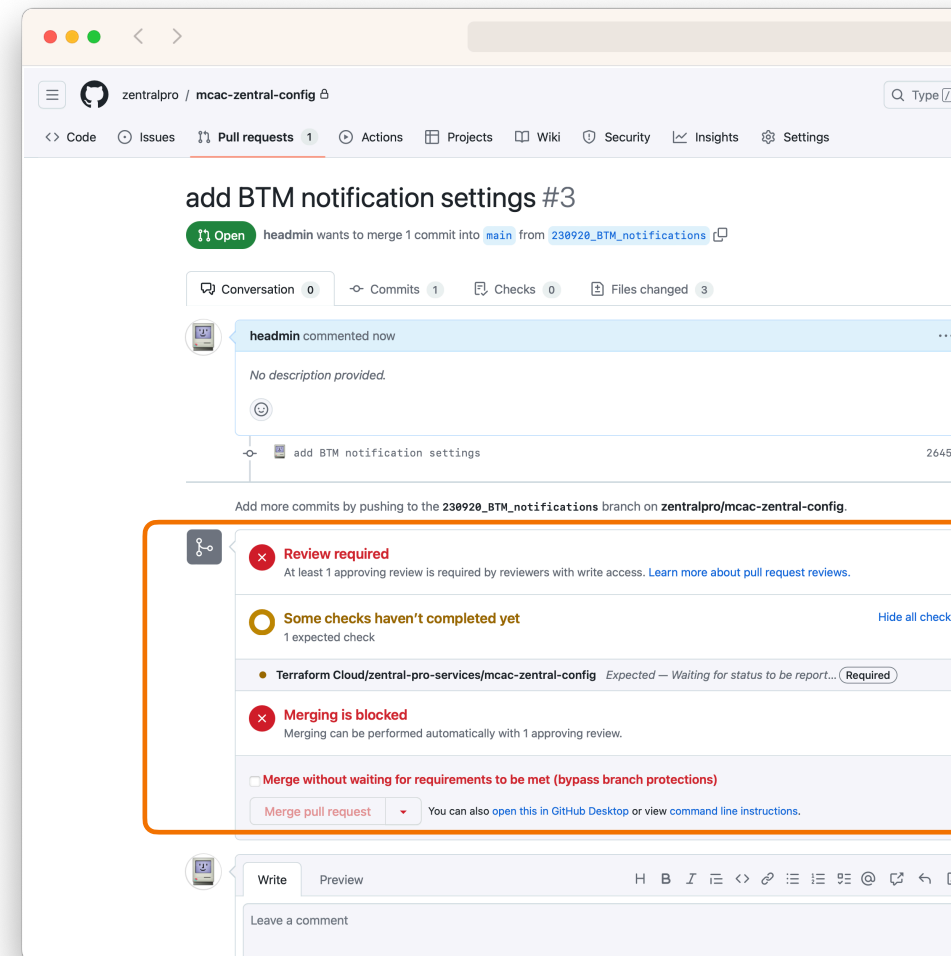 zentralpro / mcac-zentral-config
Type /
Code Issues Pull requests 1 Actions Projects Wiki Security Insights Settings
add BTM notification settings #3
Open headmin wants to merge 1 commit into main from 230920_BTM_notifications
Conversation 0 Commits 1 Checks 0 Files changed 3
headmin commented now
No description provided.
add BTM notification settings 2645
Add more commits by pushing to the 230920_BTM_notifications branch on zentralpro/mcac-zentral-config.
Review required
At least 1 approving review is required by reviewers with write access. Learn more about pull request reviews.
Some checks haven’t completed yet
Hide all check
1 expected check
Terraform Cloud/zentral-pro-services/mcac-zentral-config Expected — Waiting for status to be report… Required
Merging is blocked
Merging can be performed automatically with 1 approving review.
Merge without waiting for requirements to be met (bypass branch protections)
Merge pull request You can also open this in GitHub Desktop or view command line instructions.
Write Preview
Leave a comment